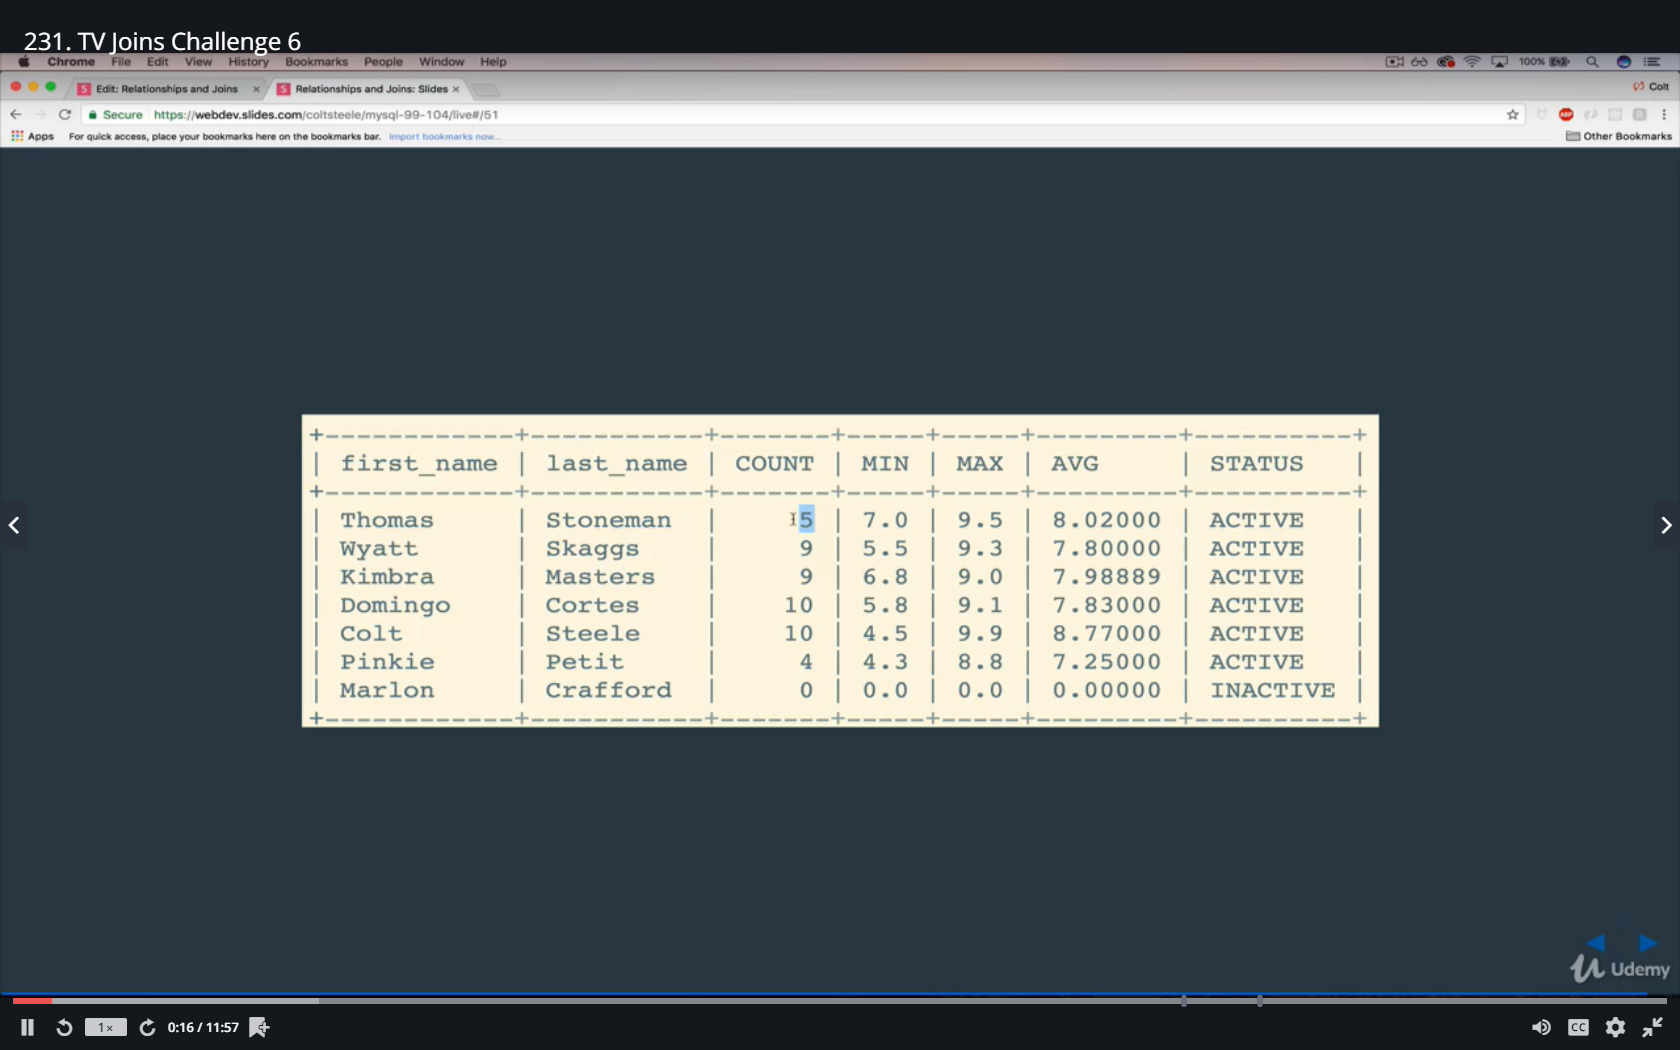 231. TV Joins Challenge 6
Chrome File Edit View History Bookmarks People Window Help 100%
Edit: Relationships and Joins × Relationships and Joins: Slides × Colt
Secure https://webdev.slides.com/coltsteele/mysql-99-104/live#/51 ABP
Apps For quick access, place your bookmarks here on the bookmarks bar. Import bookmarks now... Other Bookmarks
+------------+-----------+-------+-----+-----+---------+----------+
| first_name | last_name | COUNT | MIN | MAX | AVG | STATUS |
+------------+-----------+-------+-----+-----+---------+----------+
| Thomas | Stoneman | 5 | 7.0 | 9.5 | 8.02000 | ACTIVE |
| Wyatt | Skaggs | 9 | 5.5 | 9.3 | 7.80000 | ACTIVE |
| Kimbra | Masters | 9 | 6.8 | 9.0 | 7.98889 | ACTIVE |
| Domingo | Cortes | 10 | 5.8 | 9.1 | 7.83000 | ACTIVE |
| Colt | Steele | 10 | 4.5 | 9.9 | 8.77000 | ACTIVE |
| Pinkie | Petit | 4 | 4.3 | 8.8 | 7.25000 | ACTIVE |
| Marlon | Crafford | 0 | 0.0 | 0.0 | 0.00000 | INACTIVE |
+------------+-----------+-------+-----+-----+---------+----------+
Udemy
1× 0:16 / 11:57 CC